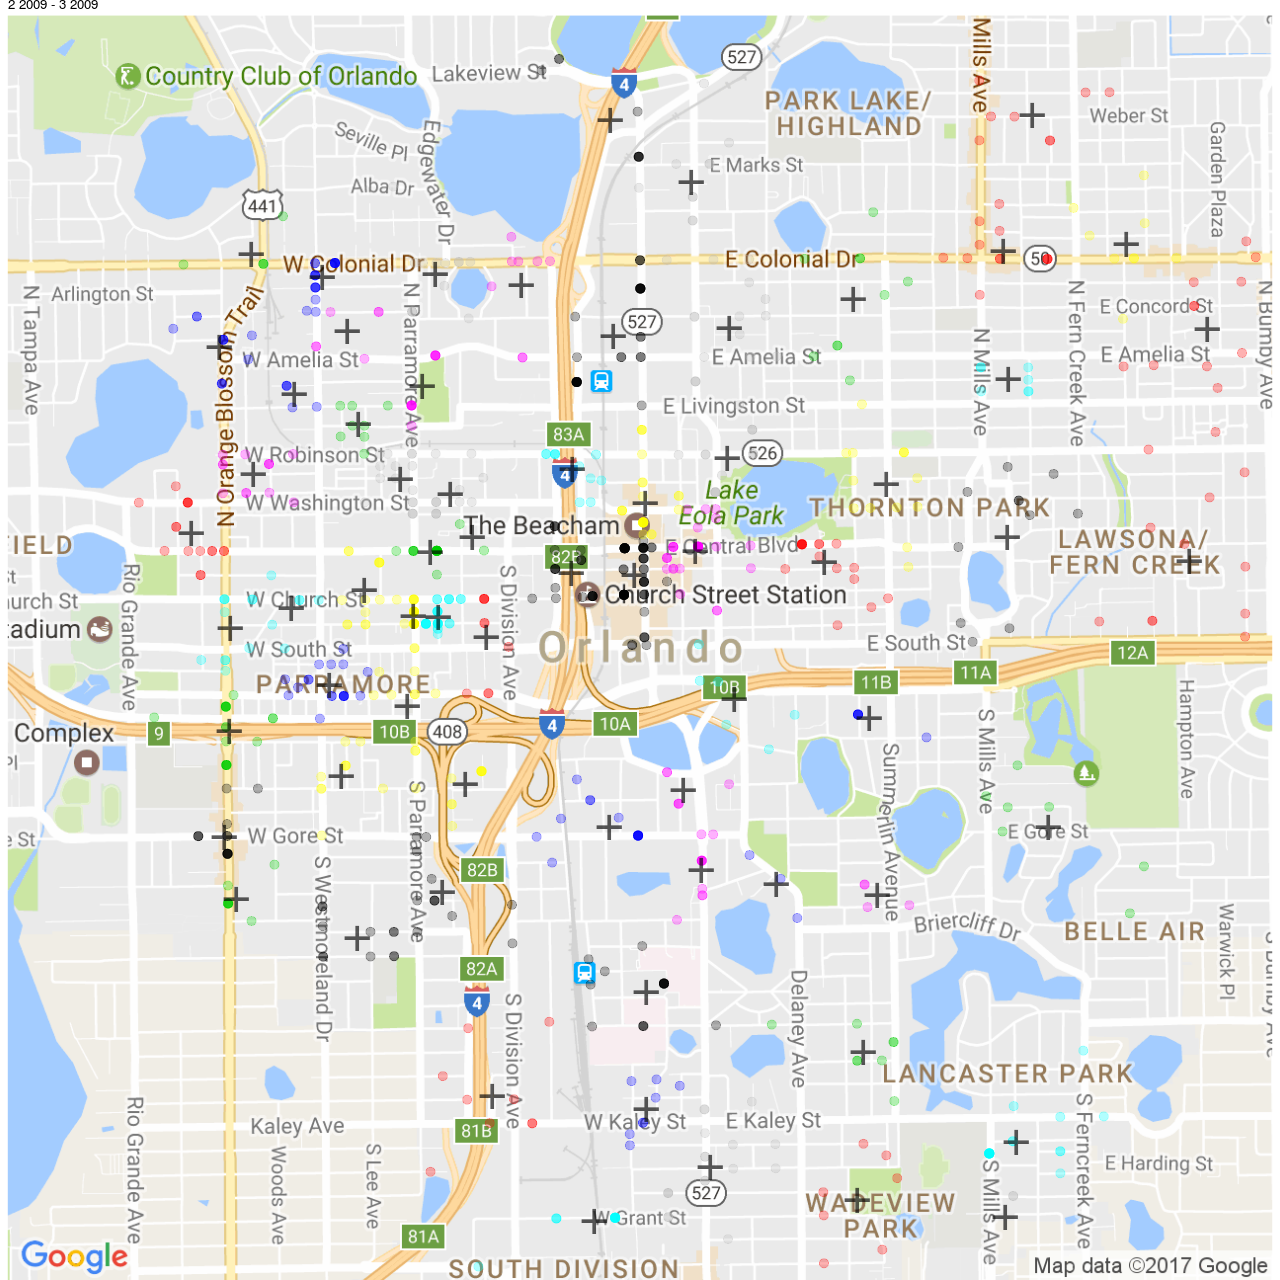 2 2009 - 3 2009
Country Club of Orlando
Lakeview St
4
527
Mills Ave
PARK LAKE/
HIGHLAND
Weber St
Garden Plaza
Seville Pl
Edgewater Dr
E Marks St
Alba Dr
441
W Colonial Dr
E Colonial Dr
50
Arlington St
N Tampa Ave
N Orange Blossom Trail
N Parramore Ave
527
N Fern Creek Ave
E Concord St
N Bumby Ave
W Amelia St
E Amelia St
N Mills Ave
E Amelia St
E Livingston St
83A
W Robinson St
526
4
W Washington St
Lake
Eola Park
THORNTON PARK
The Beacham
FIELD
E Central Blvd
LAWSONA/
FERN CREEK
82B
S Division Ave
Rio Grande Ave
W Church St
Church Street Station
tadium
W South St
Orlando
E South St
12A
11A
PARRAMORE
10B
11B
S Mills Ave
Hampton Ave
Complex
9
10B
408
4
10A
Pl
S Parramore Ave
Summerlin Avenue
e St
W Gore St
E Gore St
82B
S Westmoreland Dr
Briercliff Dr
BELLE AIR
Warwick Pl
S Bumby Ave
82A
4
S Division Ave
Delaney Ave
LANCASTER PARK
Rio Grande Ave
Kaley Ave
81B
W Kaley St
E Kaley St
S Ferncreek Ave
Woods Ave
S Lee Ave
S Mills Ave
E Harding St
527
WADEVIEW
PARK
W Grant St
81A
Google
SOUTH DIVISION
Map data ©2017 Google